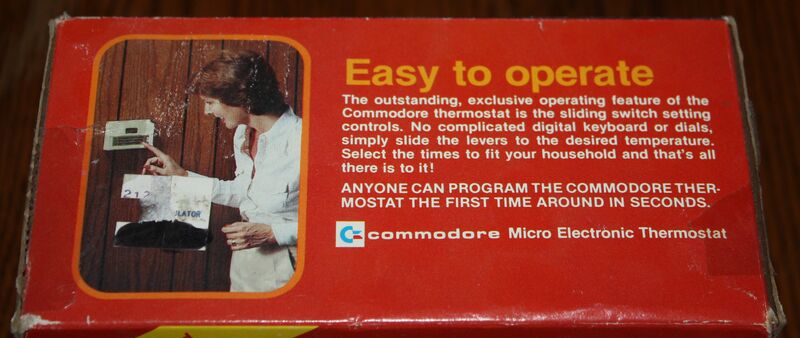 Easy to operate
The outstanding, exclusive operating feature of the
Commodore thermostat is the sliding switch setting
controls. No complicated digital keyboard or dials,
simply slide the levers to the desired temperature.
Select the times to fit your household and that's all
there is to it!
ANYONE CAN PROGRAM THE COMMODORE THER-
MOSTAT THE FIRST TIME AROUND IN SECONDS.
commodore Micro Electronic Thermostat
212
ULATOR